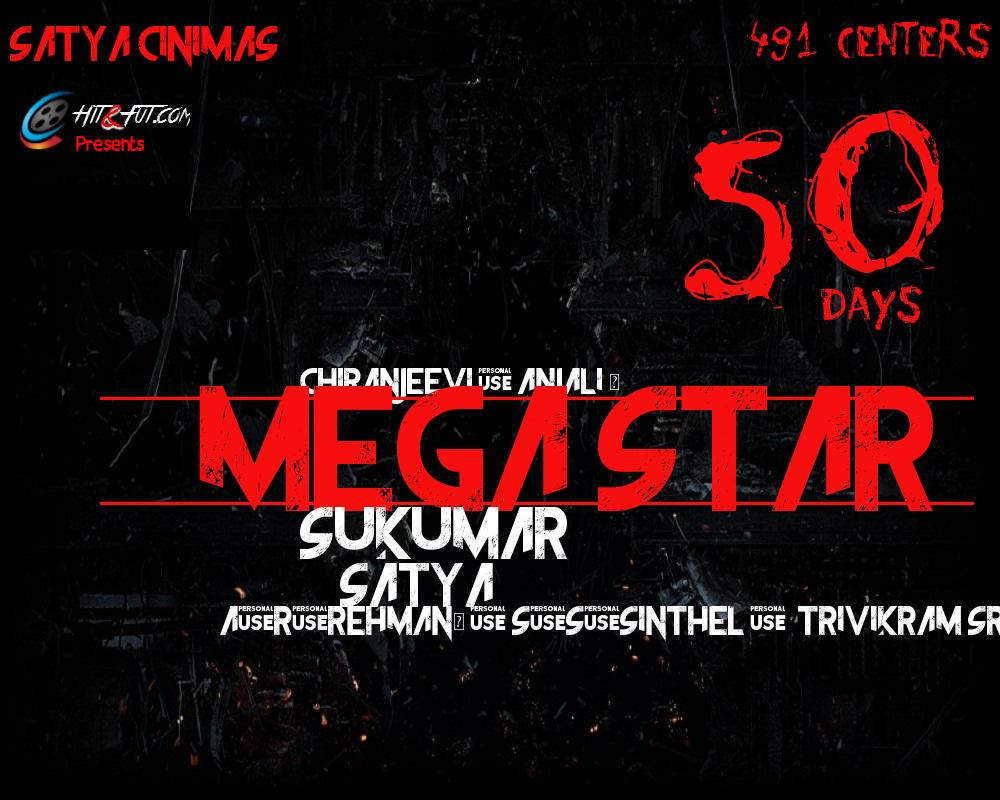 SATYA CINIMAS
491 CENTERS
HIT&FUT.COM
Presents
50
DAYS
CHIRANJEEVI PERSONAL USE ANJALI
MEGASTAR
SUKUMAR
SATYA
A PERSONAL USE R PERSONAL USE REHMAN PERSONAL USE S PERSONAL USE S PERSONAL USE SINTHEL PERSONAL USE TRIVIKRAM SR